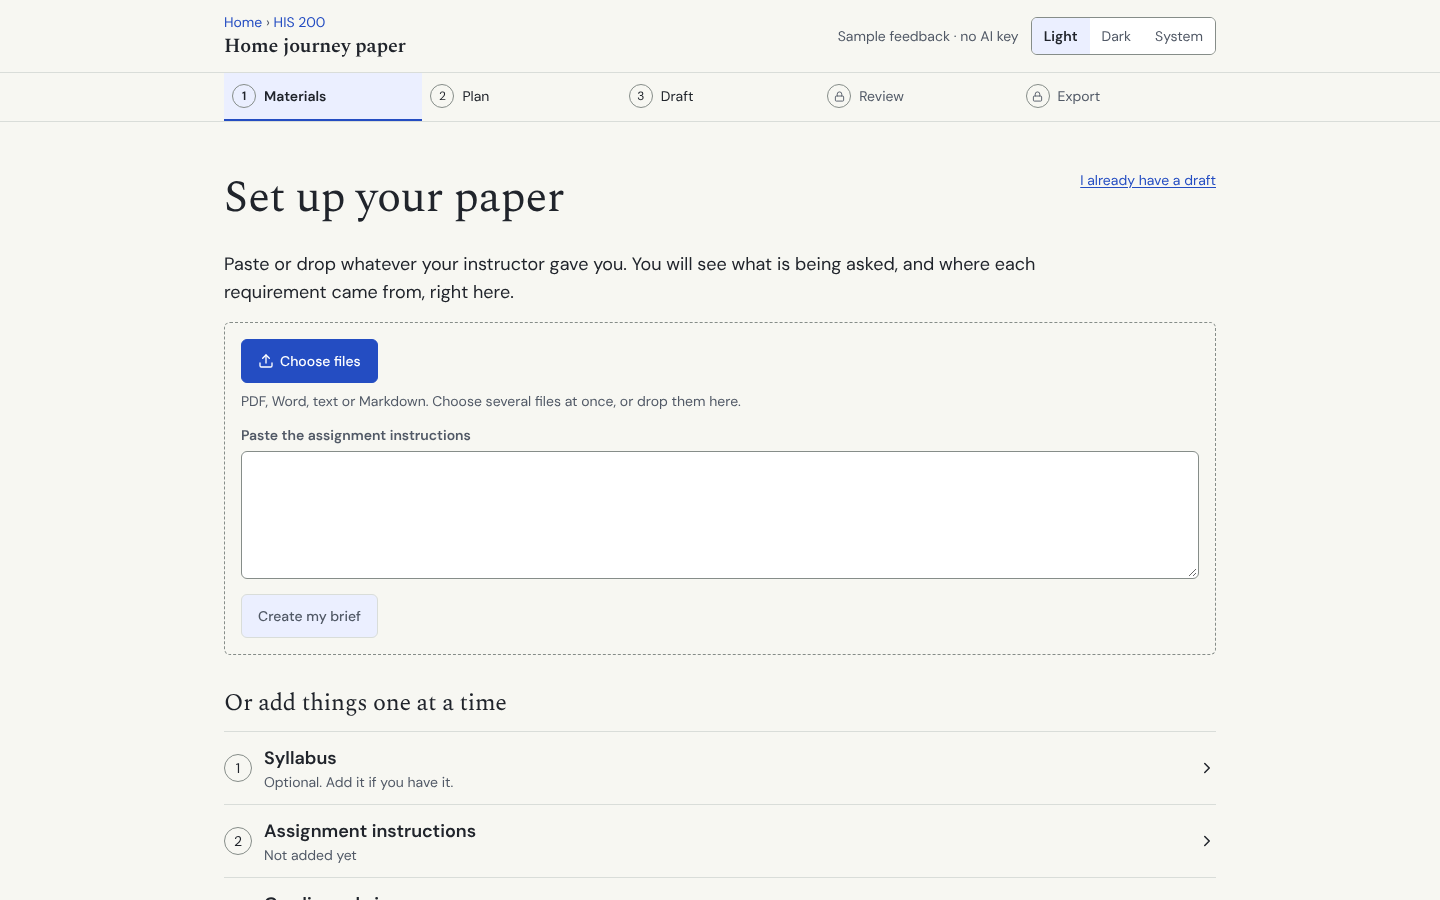 Home › HIS 200
Home journey paper
Sample feedback · no AI key
Light
Dark
System
1 Materials
2 Plan
3 Draft
Review
Export
Set up your paper
I already have a draft
Paste or drop whatever your instructor gave you. You will see what is being asked, and where each
requirement came from, right here.
Choose files
PDF, Word, text or Markdown. Choose several files at once, or drop them here.
Paste the assignment instructions
Create my brief
Or add things one at a time
1 Syllabus
Optional. Add it if you have it.
2 Assignment instructions
Not added yet